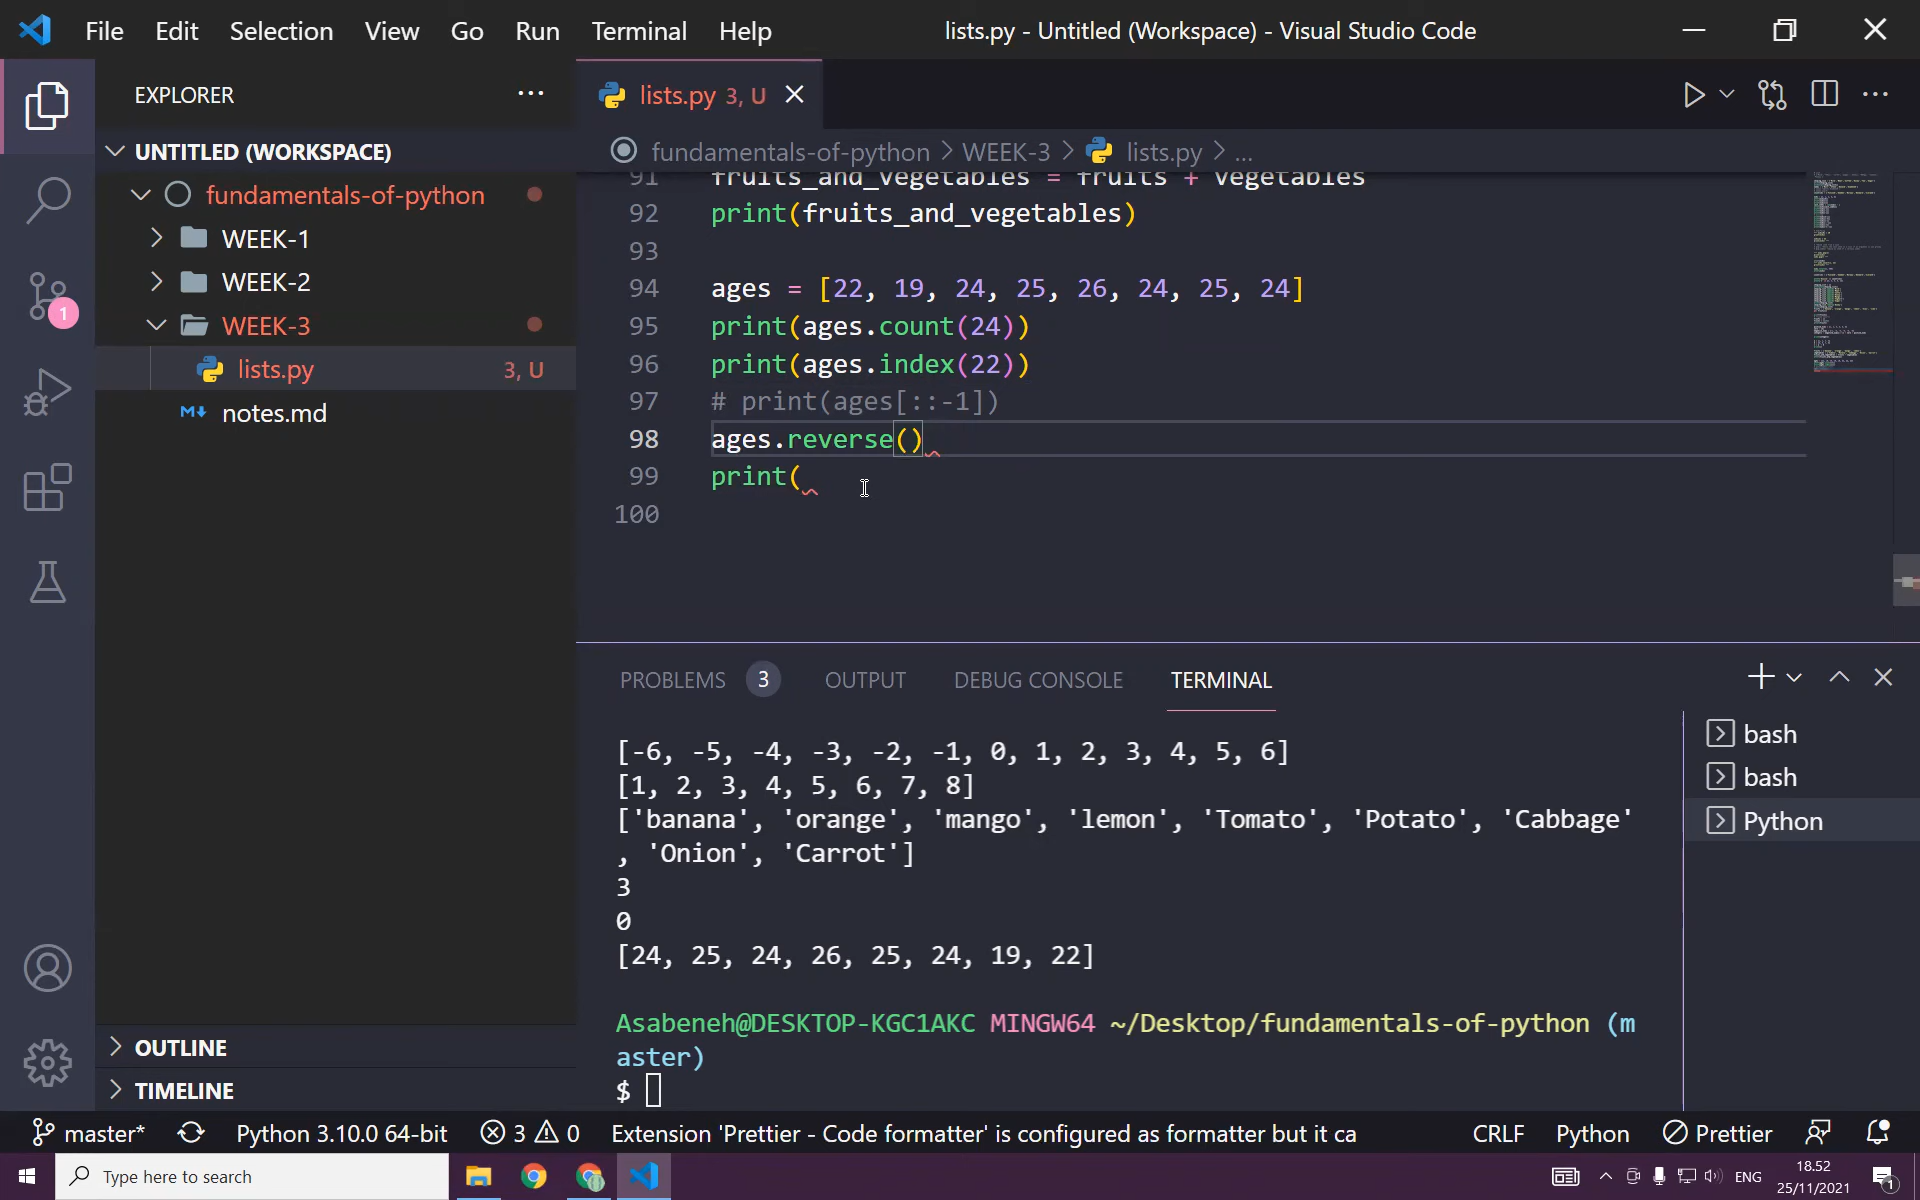 File Edit Selection View Go Run Terminal Help
lists.py - Untitled (Workspace) - Visual Studio Code
EXPLORER
lists.py 3, U
UNTITLED (WORKSPACE)
fundamentals-of-python > WEEK-3 > lists.py > ...
fundamentals-of-python
WEEK-1
WEEK-2
WEEK-3
lists.py 3, U
notes.md
91 fruits_and_vegetables = fruits + vegetables
92 print(fruits_and_vegetables)
93
94 ages = [22, 19, 24, 25, 26, 24, 25, 24]
95 print(ages.count(24))
96 print(ages.index(22))
97 # print(ages[::-1])
98 ages.reverse()
99 print(
100
PROBLEMS 3 OUTPUT DEBUG CONSOLE TERMINAL
[-6, -5, -4, -3, -2, -1, 0, 1, 2, 3, 4, 5, 6]
[1, 2, 3, 4, 5, 6, 7, 8]
['banana', 'orange', 'mango', 'lemon', 'Tomato', 'Potato', 'Cabbage'
, 'Onion', 'Carrot']
3
0
[24, 25, 24, 26, 25, 24, 19, 22]
Asabeneh@DESKTOP-KGC1AKC MINGW64 ~/Desktop/fundamentals-of-python (m
aster)
$
bash
bash
Python
1
OUTLINE
TIMELINE
master* Python 3.10.0 64-bit 3 0 Extension 'Prettier - Code formatter' is configured as formatter but it ca CRLF Python Prettier
Type here to search
ENG
18.52
25/11/2021
1